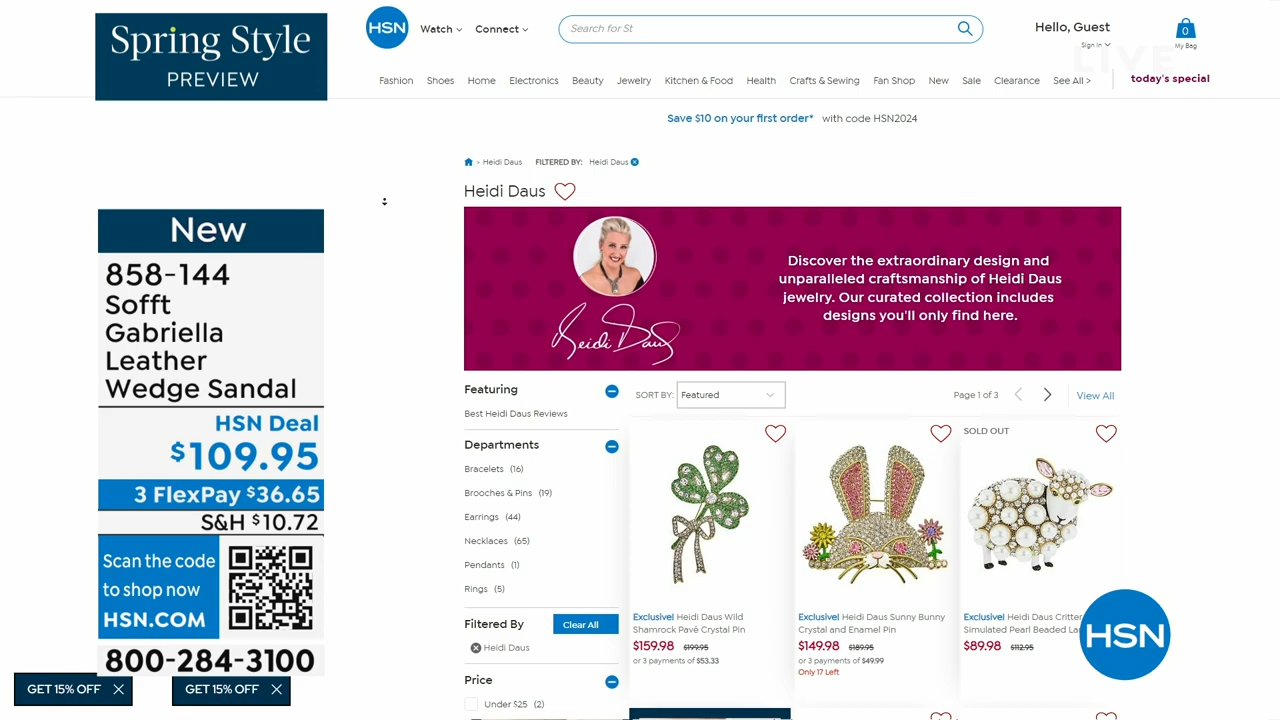 Spring Style
PREVIEW
HSN
Watch
Connect
Search for St
Hello, Guest
Sign In
LIVE
0
My Bag
Fashion
Shoes
Home
Electronics
Beauty
Jewelry
Kitchen & Food
Health
Crafts & Sewing
Fan Shop
New
Sale
Clearance
See All >
today's special
Save $10 on your first order* with code HSN2024
> Heidi Daus
FILTERED BY: Heidi Daus
Heidi Daus
Discover the extraordinary design and
unparalleled craftsmanship of Heidi Daus
jewelry. Our curated collection includes
designs you'll only find here.
Heidi Daus
New
858-144
Sofft
Gabriella
Leather
Wedge Sandal
HSN Deal
$109.95
3 FlexPay $36.65
S&H $10.72
Scan the code
to shop now
HSN.COM
800-284-3100
GET 15% OFF
GET 15% OFF
Featuring
Best Heidi Daus Reviews
Departments
Bracelets (16)
Brooches & Pins (19)
Earrings (44)
Necklaces (65)
Pendants (1)
Rings (5)
Filtered By
Clear All
Heidi Daus
Price
Under $25 (2)
SORT BY: Featured
Page 1 of 3
View All
Exclusive! Heidi Daus Wild
Shamrock Pavé Crystal Pin
$159.98 $199.95
or 3 payments of $53.33
Exclusive! Heidi Daus Sunny Bunny
Crystal and Enamel Pin
$149.98 $189.95
or 3 payments of $49.99
Only 17 Left
SOLD OUT
Exclusive! Heidi Daus Critter
Simulated Pearl Beaded
$89.98 $112.95
HSN